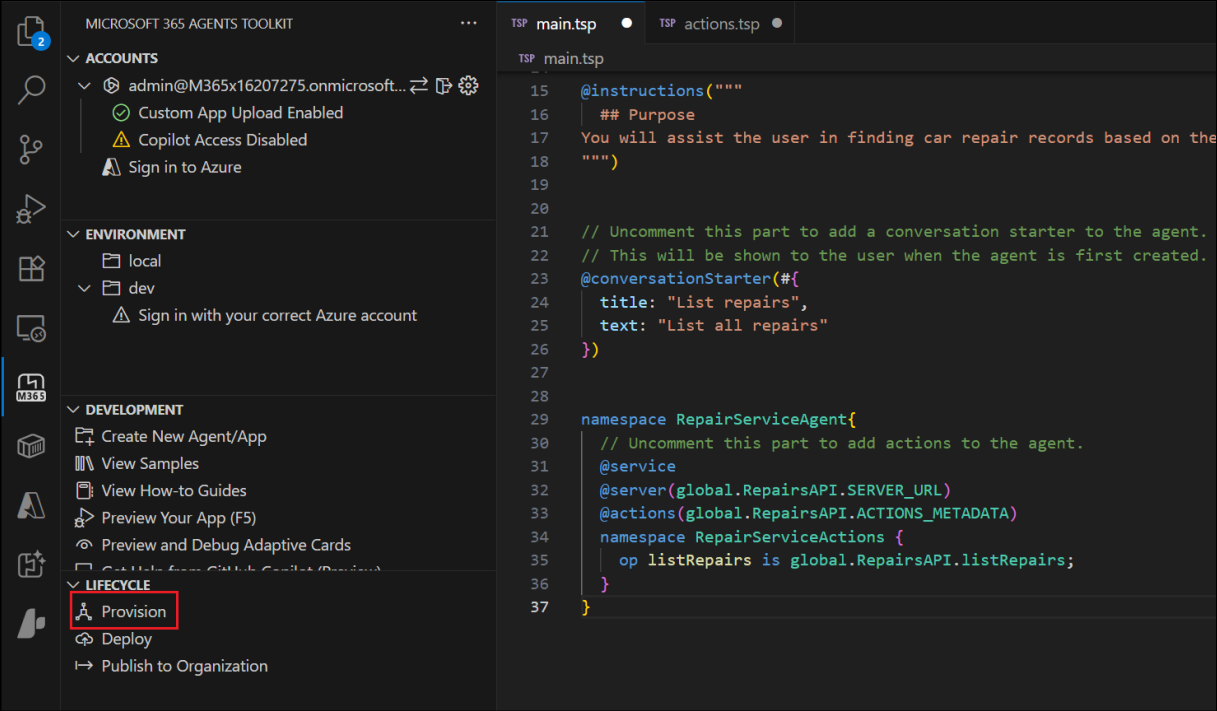 MICROSOFT 365 AGENTS TOOLKIT
2
ACCOUNTS
admin@M365x16207275.onmicrosoft...
Custom App Upload Enabled
Copilot Access Disabled
Sign in to Azure
ENVIRONMENT
local
dev
Sign in with your correct Azure account
M365
DEVELOPMENT
Create New Agent/App
View Samples
View How-to Guides
Preview Your App (F5)
Preview and Debug Adaptive Cards
Get Help from GitHub Copilot (Preview)
LIFECYCLE
Provision
Deploy
Publish to Organization
TSP main.tsp
TSP actions.tsp
TSP main.tsp
15 @instructions("""
16 ## Purpose
17 You will assist the user in finding car repair records based on the
18 """)
19
20
21 // Uncomment this part to add a conversation starter to the agent.
22 // This will be shown to the user when the agent is first created.
23 @conversationStarter(#{
24 title: "List repairs",
25 text: "List all repairs"
26 })
27
28
29 namespace RepairServiceAgent{
30 // Uncomment this part to add actions to the agent.
31 @service
32 @server(global.RepairsAPI.SERVER_URL)
33 @actions(global.RepairsAPI.ACTIONS_METADATA)
34 namespace RepairServiceActions {
35 op listRepairs is global.RepairsAPI.listRepairs;
36 }
37 }